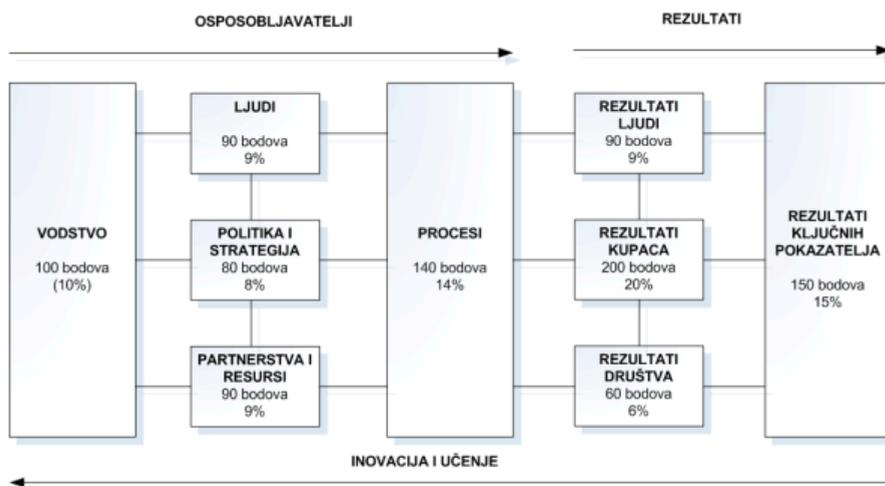 OSPOSOBLJAVATELJI
REZULTATI
VODSTVO
100 bodova
(10%)
LJUDI
90 bodova
9%
POLITIKA I
STRATEGIJA
80 bodova
8%
PARTNERSTVA I
RESURSI
90 bodova
9%
PROCESI
140 bodova
14%
REZULTATI
LJUDI
90 bodova
9%
REZULTATI
KUPACA
200 bodova
20%
REZULTATI
DRUŠTVA
60 bodova
6%
REZULTATI
KLJUČNIH
POKAZATELJA
150 bodova
15%
INOVACIJA I UČENJE